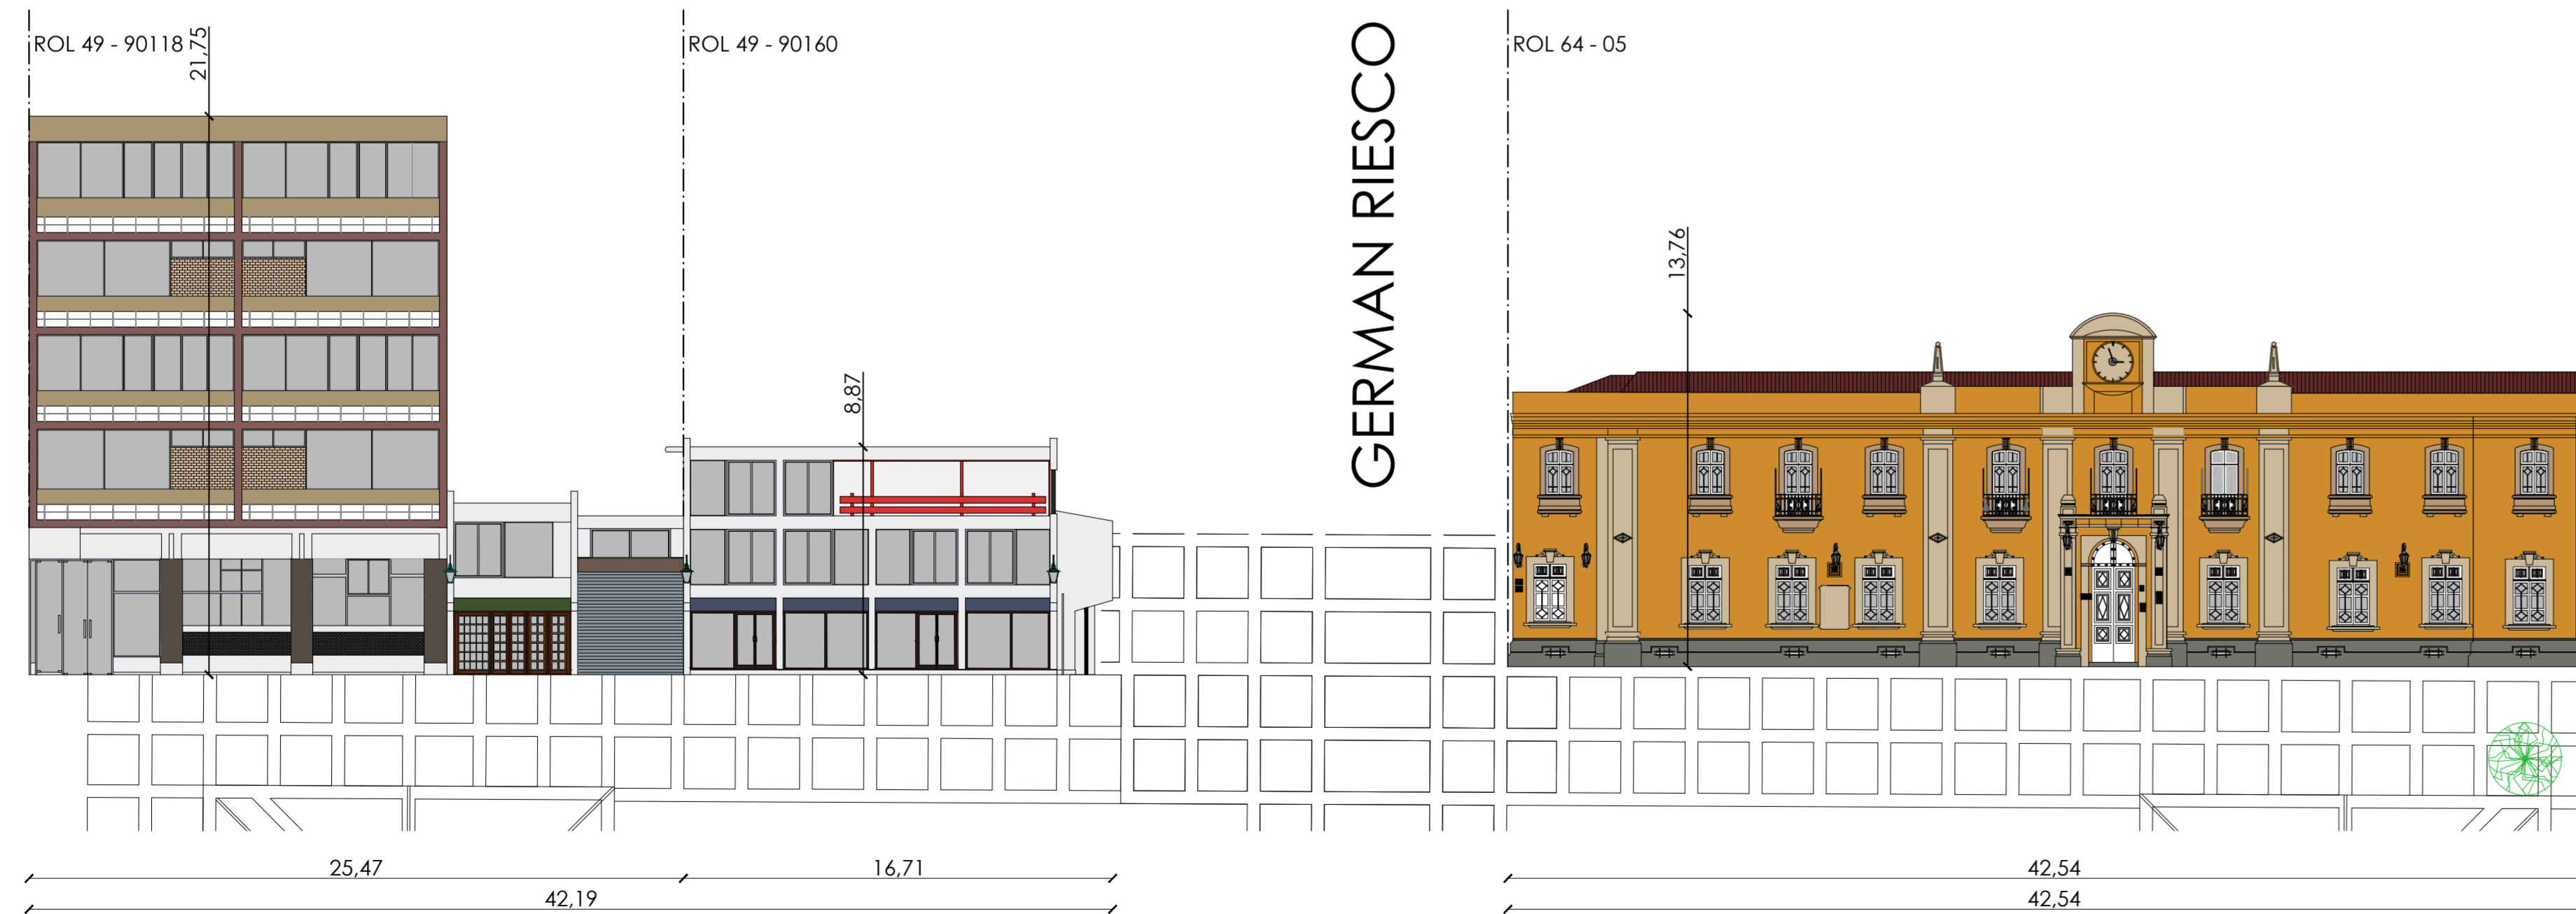 ROL 49 - 90118
21,75
ROL 49 - 90160
8,87
GERMAN RIESCO
ROL 64 - 05
13,76
25,47
16,71
42,19
42,54
42,54